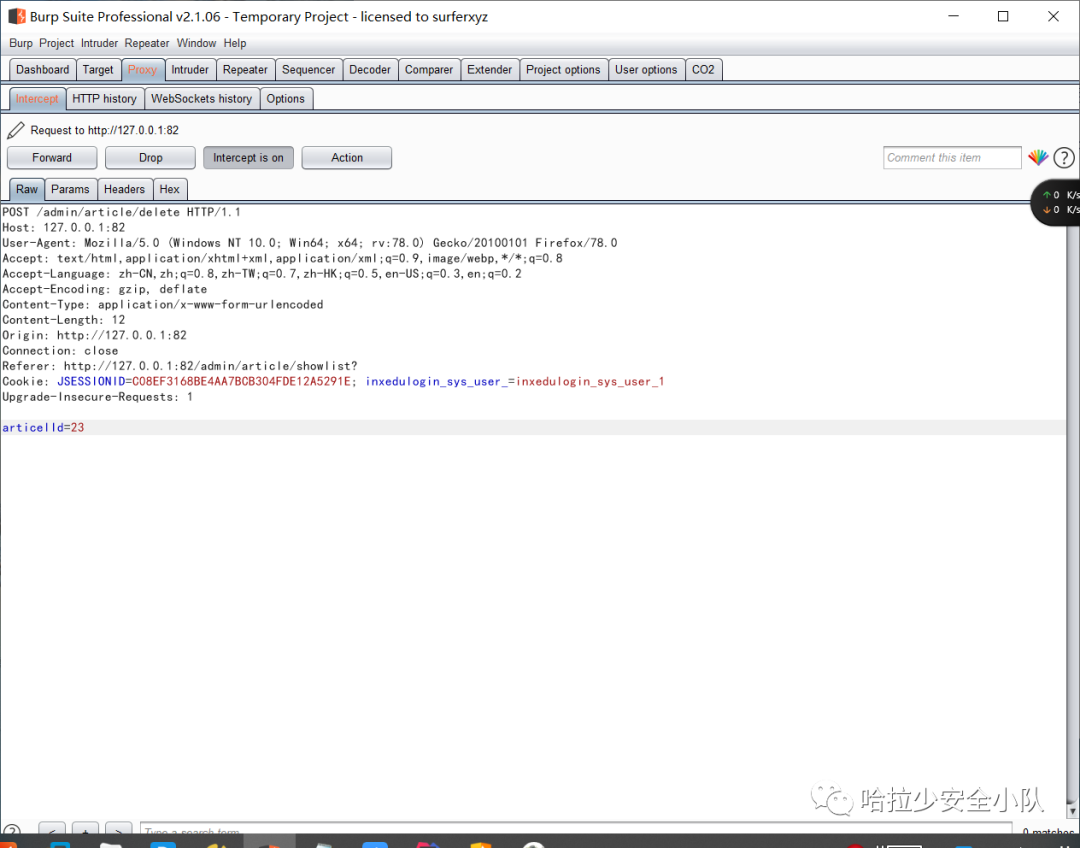 Burp Suite Professional v2.1.06 - Temporary Project - licensed to surferxyz
Burp Project Intruder Repeater Window Help
Dashboard Target Proxy Intruder Repeater Sequencer Decoder Comparer Extender Project options User options CO2
Intercept HTTP history WebSockets history Options
Request to http://127.0.0.1:82
Forward Drop Intercept is on Action Comment this item ?
Raw Params Headers Hex
↑0 K/s
↓0 K/s
POST /admin/article/delete HTTP/1.1
Host: 127.0.0.1:82
User-Agent: Mozilla/5.0 (Windows NT 10.0; Win64; x64; rv:78.0) Gecko/20100101 Firefox/78.0
Accept: text/html,application/xhtml+xml,application/xml;q=0.9,image/webp,*/*;q=0.8
Accept-Language: zh-CN,zh;q=0.8,zh-TW;q=0.7,zh-HK;q=0.5,en-US;q=0.3,en;q=0.2
Accept-Encoding: gzip, deflate
Content-Type: application/x-www-form-urlencoded
Content-Length: 12
Origin: http://127.0.0.1:82
Connection: close
Referer: http://127.0.0.1:82/admin/article/showlist?
Cookie: JSESSIONID=C08EF3168BE4AA7BCB304FDE12A5291E; inxedulogin_sys_user_=inxedulogin_sys_user_1
Upgrade-Insecure-Requests: 1
articelId=23
哈拉少安全小队
? < + > Type a search term 0 matches